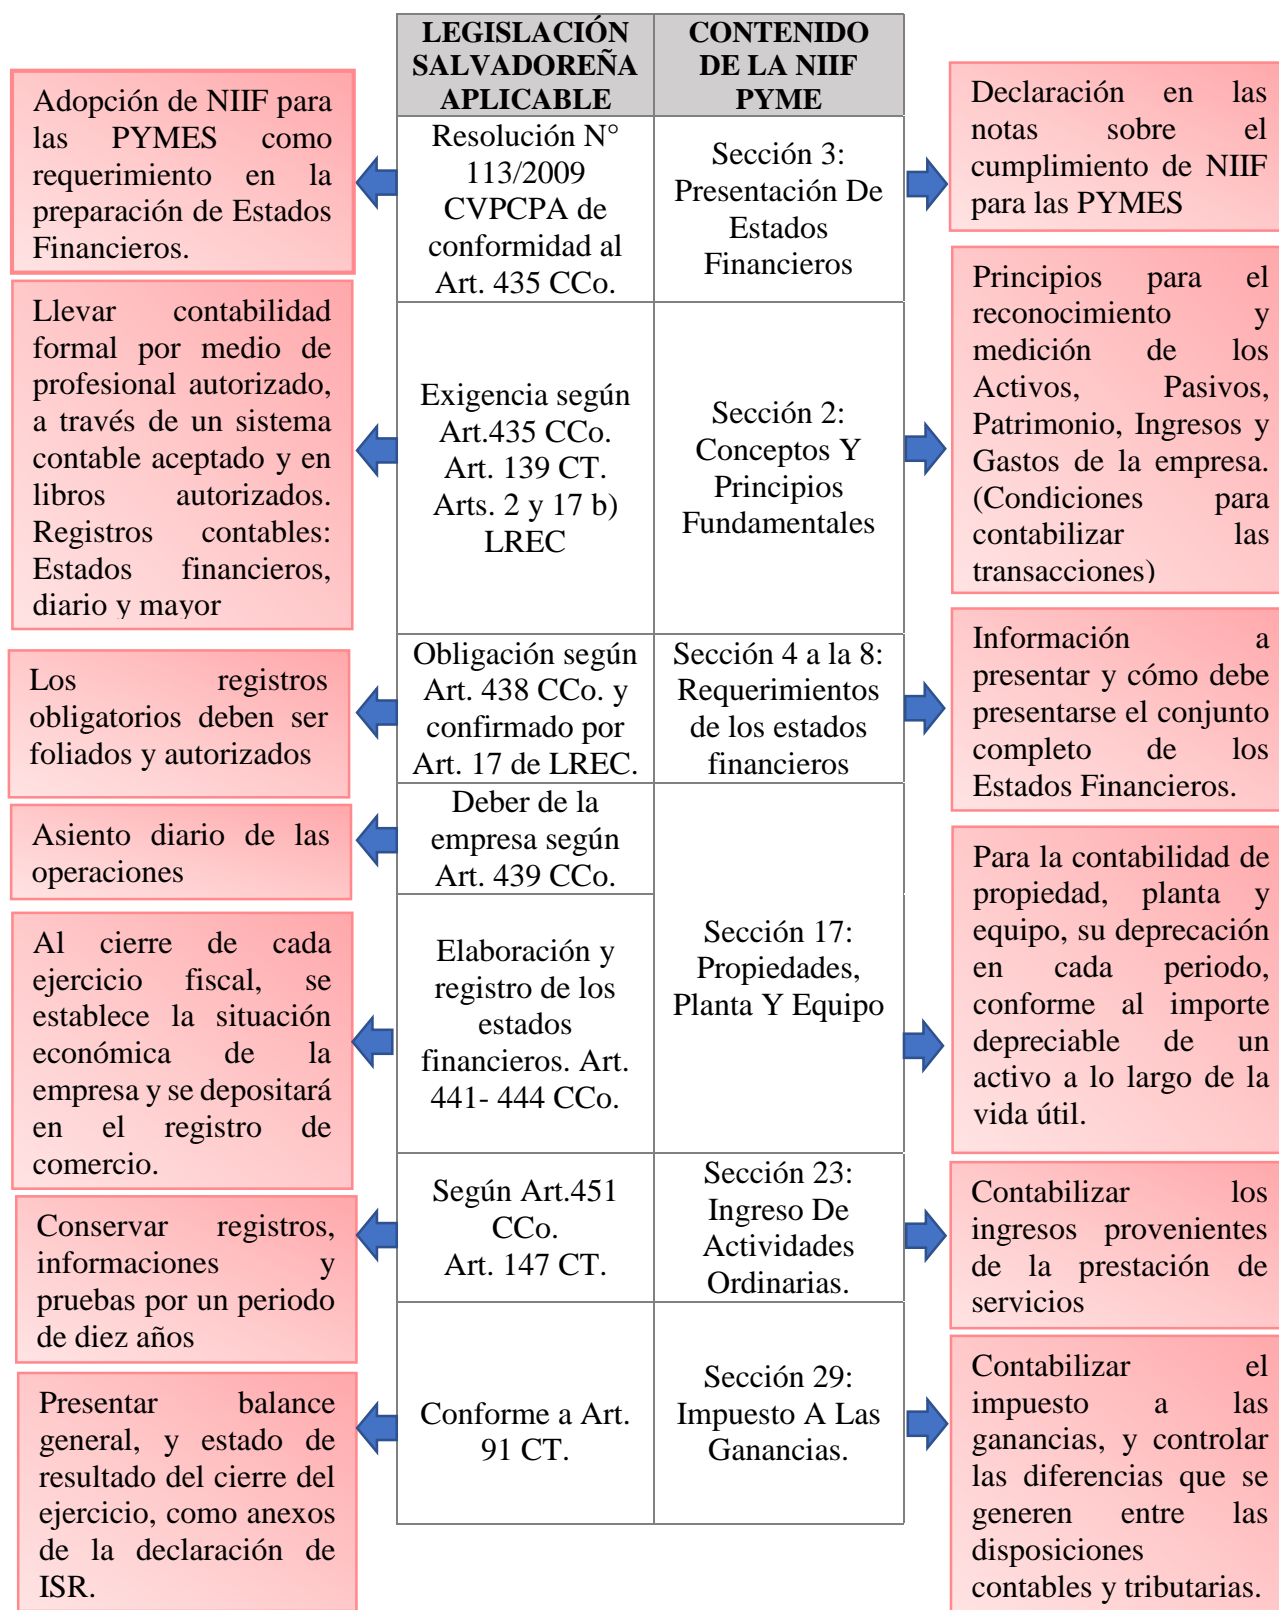 LEGISLACIÓN
SALVADOREÑA
APLICABLE
CONTENIDO
DE LA NIIF
PYME
Adopción de NIIF para
las PYMES como
requerimiento en la
preparación de Estados
Financieros.
Resolución N°
113/2009
CVPCPA de
conformidad al
Art. 435 CCo.
Sección 3:
Presentación De
Estados
Financieros
Declaración en las
notas sobre el
cumplimiento de NIIF
para las PYMES
Llevar contabilidad
formal por medio de
profesional autorizado,
a través de un sistema
contable aceptado y en
libros autorizados.
Registros contables:
Estados financieros,
diario y mayor
Exigencia según
Art.435 CCo.
Art. 139 CT.
Arts. 2 y 17 b)
LREC
Sección 2:
Conceptos Y
Principios
Fundamentales
Principios para el
reconocimiento y
medición de los
Activos, Pasivos,
Patrimonio, Ingresos y
Gastos de la empresa.
(Condiciones para
contabilizar las
transacciones)
Los registros
obligatorios deben ser
foliados y autorizados
Obligación según
Art. 438 CCo. y
confirmado por
Art. 17 de LREC.
Sección 4 a la 8:
Requerimientos
de los estados
financieros
Información a
presentar y cómo debe
presentarse el conjunto
completo de los
Estados Financieros.
Asiento diario de las
operaciones
Deber de la
empresa según
Art. 439 CCo.
Al cierre de cada
ejercicio fiscal, se
establece la situación
económica de la
empresa y se depositará
en el registro de
comercio.
Elaboración y
registro de los
estados
financieros. Art.
441- 444 CCo.
Sección 17:
Propiedades,
Planta Y Equipo
Para la contabilidad de
propiedad, planta y
equipo, su deprecación
en cada periodo,
conforme al importe
depreciable de un
activo a lo largo de la
vida útil.
Conservar registros,
informaciones y
pruebas por un periodo
de diez años
Según Art.451
CCo.
Art. 147 CT.
Sección 23:
Ingreso De
Actividades
Ordinarias.
Contabilizar los
ingresos provenientes
de la prestación de
servicios
Presentar balance
general, y estado de
resultado del cierre del
ejercicio, como anexos
de la declaración de
ISR.
Conforme a Art.
91 CT.
Sección 29:
Impuesto A Las
Ganancias.
Contabilizar el
impuesto a las
ganancias, y controlar
las diferencias que se
generen entre las
disposiciones
contables y tributarias.